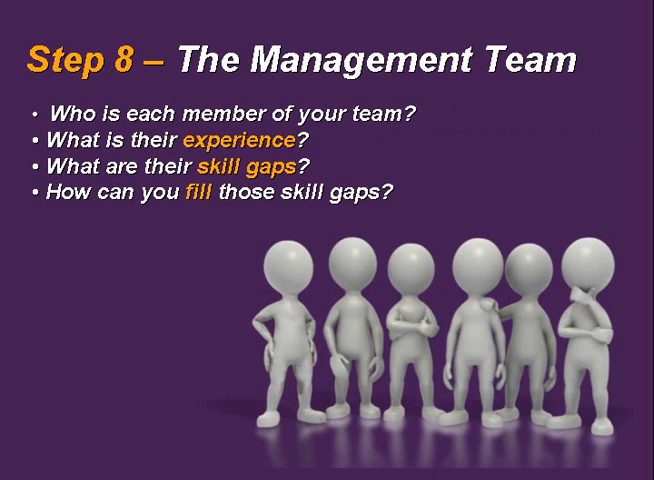 Step 8 – The Management Team
• Who is each member of your team?
• What is their experience?
• What are their skill gaps?
• How can you fill those skill gaps?